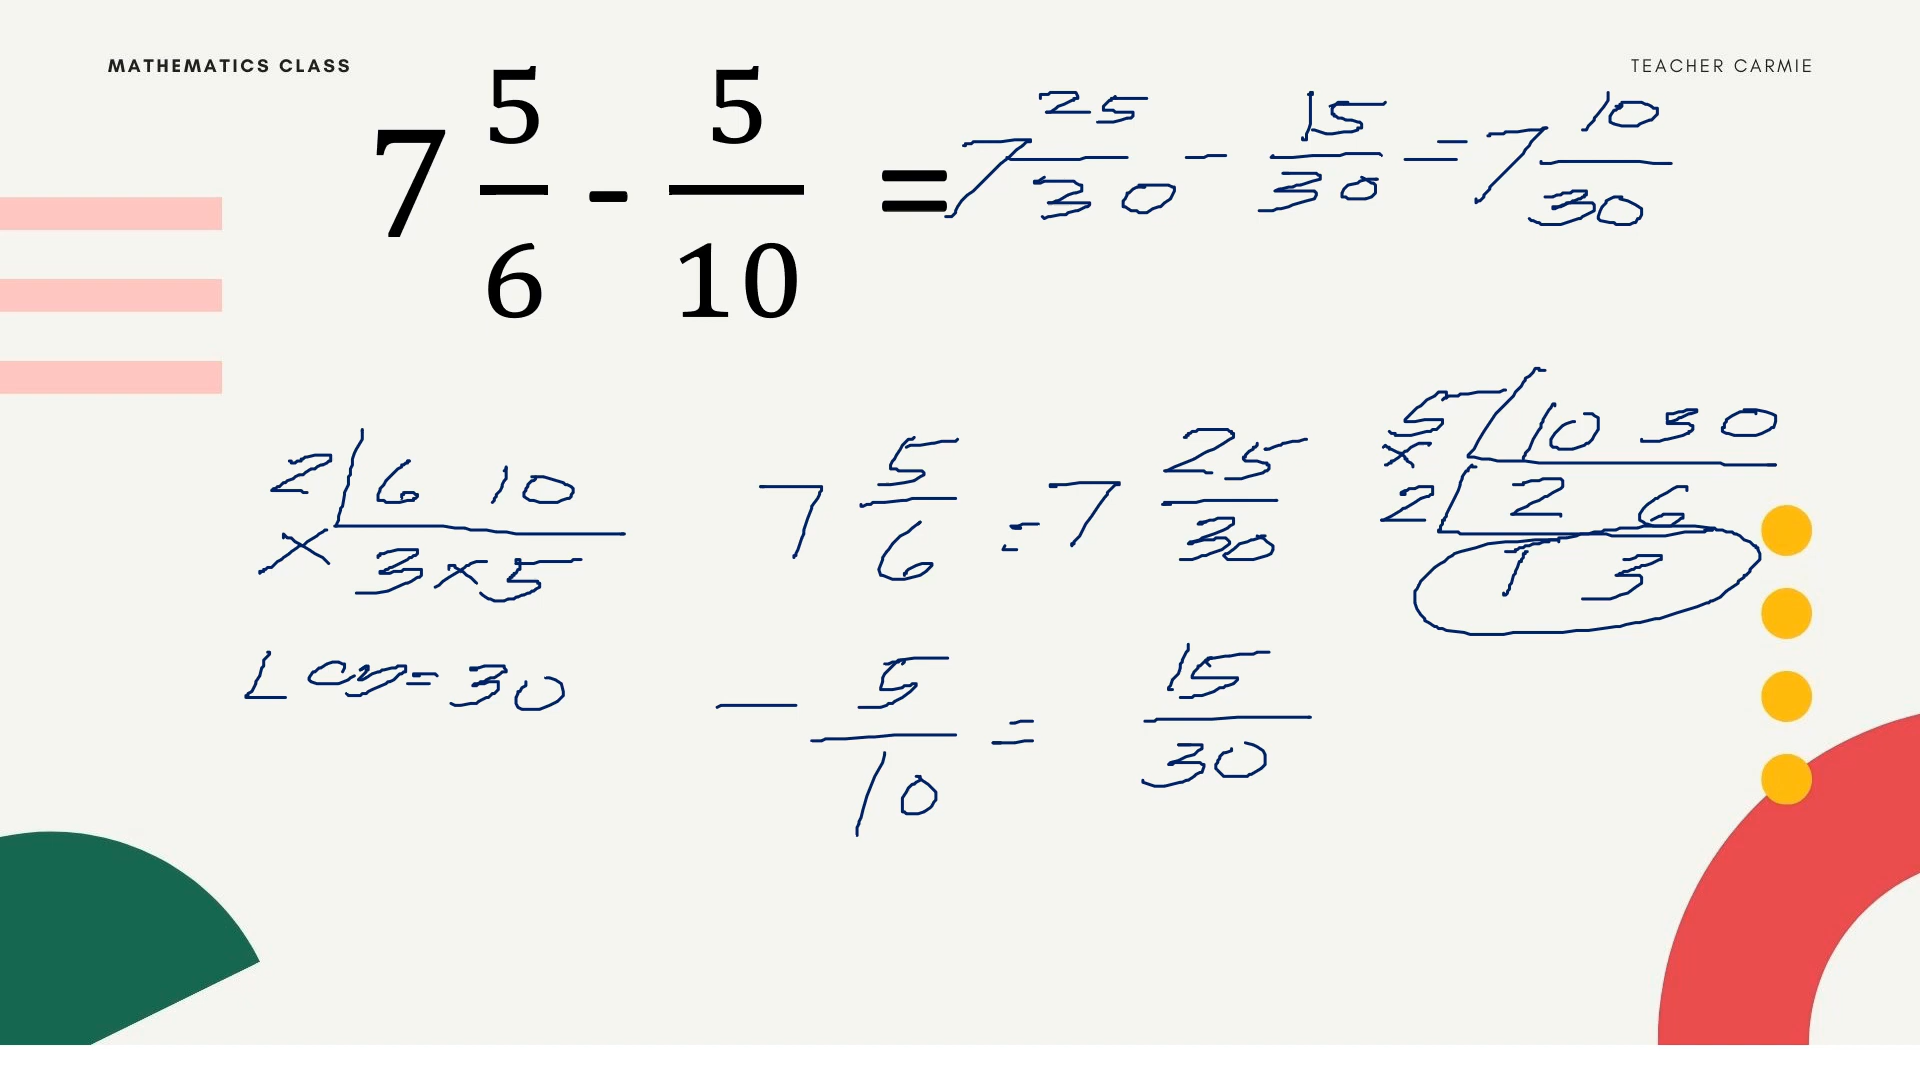 MATHEMATICS CLASS
TEACHER CARMIE
7 5/6 - 5/10 = 7 25/30 - 15/30 = 7 10/30
2 | 6 10
× 3 × 5
7 5/6 = 7 25/30
5 | 10 30
×
2 | 2 6
1 3
= 30
- 5/10 = 15/30